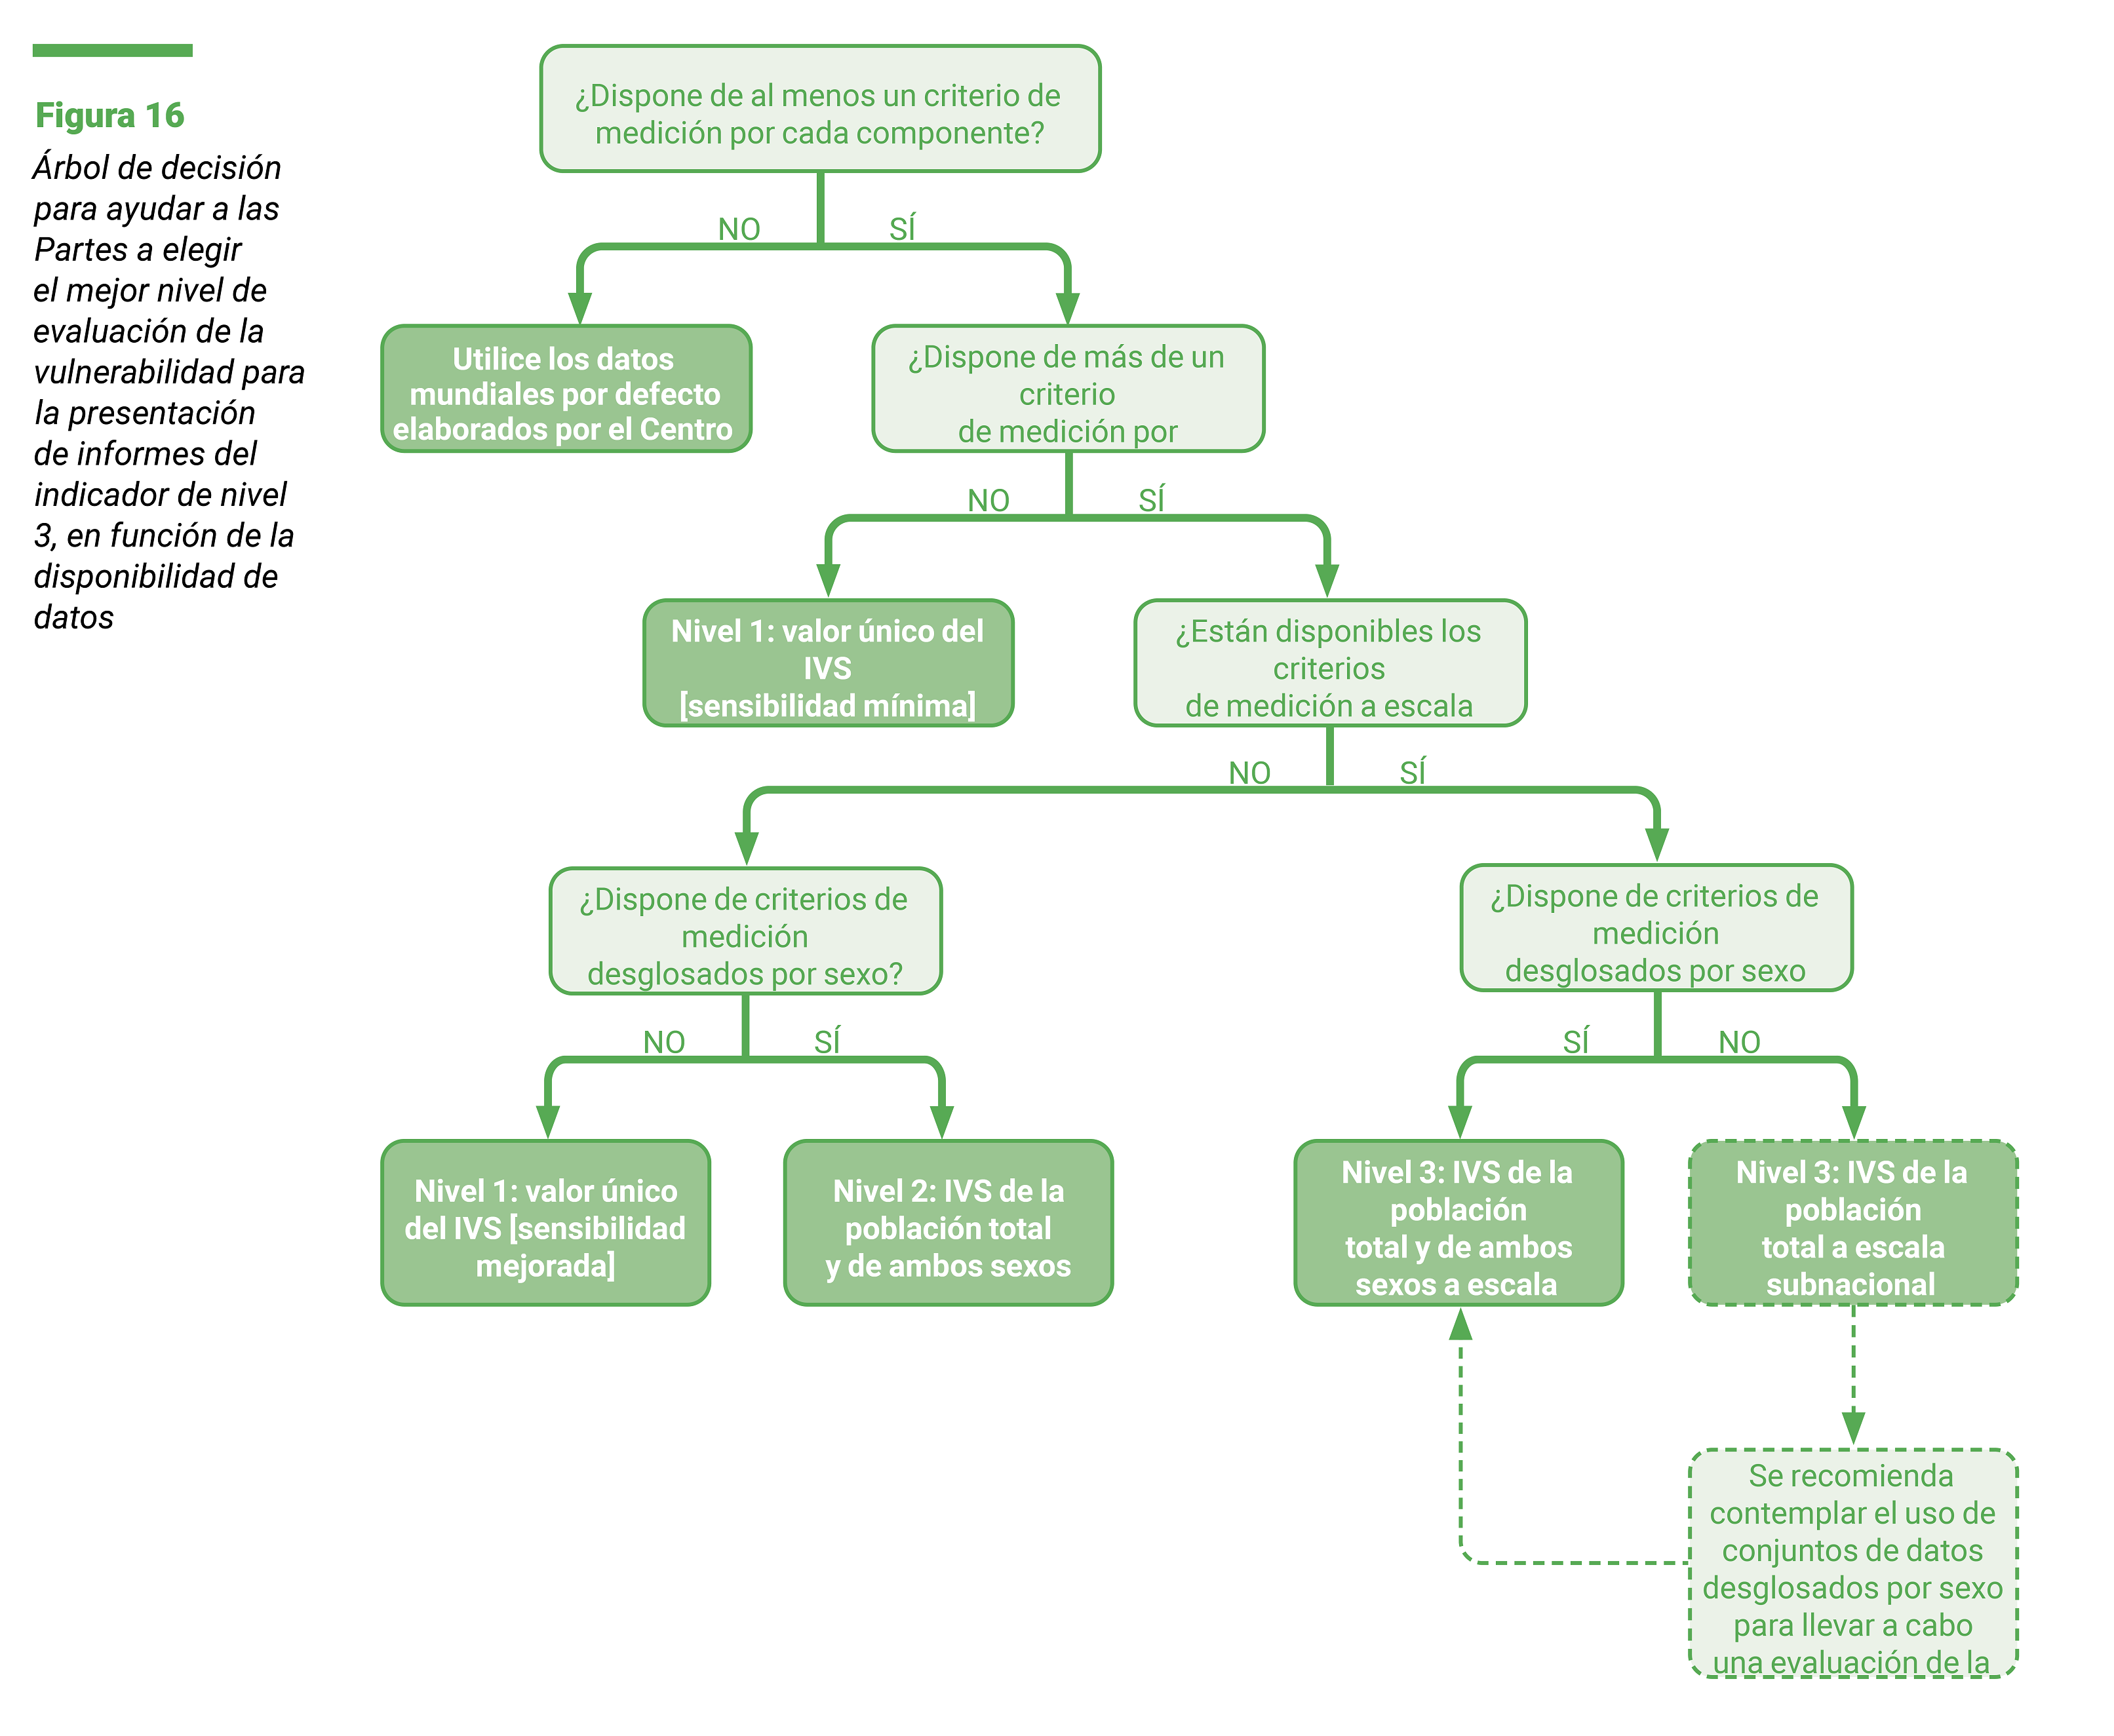 Figura 16
Árbol de decisión
para ayudar a las
Partes a elegir
el mejor nivel de
evaluación de la
vulnerabilidad para
la presentación
de informes del
indicador de nivel
3, en función de la
disponibilidad de
datos
¿Dispone de al menos un criterio de
medición por cada componente?
NO
SÍ
Utilice los datos
mundiales por defecto
elaborados por el Centro
¿Dispone de más de un
criterio
de medición por
NO
SÍ
Nivel 1: valor único del
IVS
[sensibilidad mínima]
¿Están disponibles los
criterios
de medición a escala
NO
SÍ
¿Dispone de criterios de
medición
desglosados por sexo?
¿Dispone de criterios de
medición
desglosados por sexo
NO
SÍ
SÍ
NO
Nivel 1: valor único
del IVS [sensibilidad
mejorada]
Nivel 2: IVS de la
población total
y de ambos sexos
Nivel 3: IVS de la
población
total y de ambos
sexos a escala
Nivel 3: IVS de la
población
total a escala
subnacional
Se recomienda
contemplar el uso de
conjuntos de datos
desglosados por sexo
para llevar a cabo
una evaluación de la